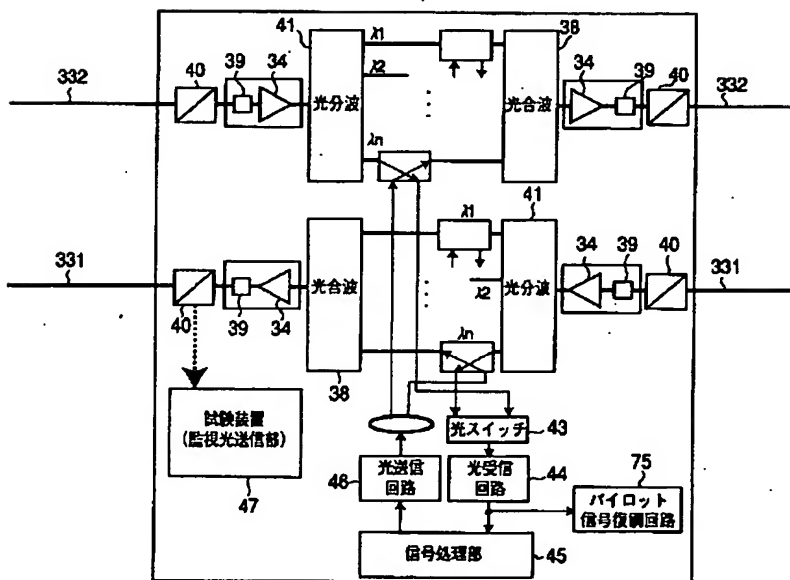 41
38
λ1
40
39
34
34
39
40
332
332
λ2
光分波
光合波
λn
41
λ1
331
34
39
40
331
光合波
λ2
光分波
40
39
34
λn
38
試験装置
(監視光送信部)
47
光スイッチ
43
46
光送信
回路
光受信
回路
44
75
パイロット
信号復調回路
信号処理部
45